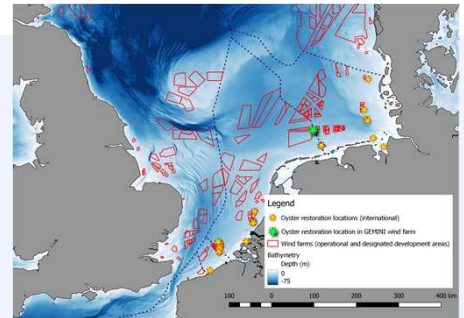 Legend
Oyster restoration locations (international)
Oyster restoration location in GEMINI wind farm
Wind farms (operational and designated development areas)
Bathymetry
Depth (m)
0
-75
100 0 100 200 300 400 km